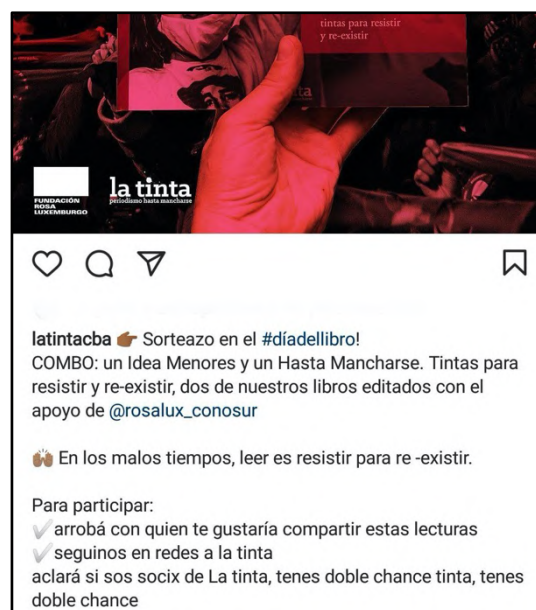 tintas para resistir
y re-existir
ta
FUNDACIÓN
ROSA
LUXEMBURGO
la tinta
periodismo hasta mancharse
latintacba 👉🏾 Sorteazo en el #díadellibro!
COMBO: un Idea Menores y un Hasta Mancharse. Tintas para
resistir y re-existir, dos de nuestros libros editados con el
apoyo de @rosalux_conosur
🙌🏾 En los malos tiempos, leer es resistir para re -existir.
Para participar:
✔️arrobá con quien te gustaría compartir estas lecturas
✔️seguinos en redes a la tinta
aclará si sos socix de La tinta, tenes doble chance tinta, tenes
doble chance